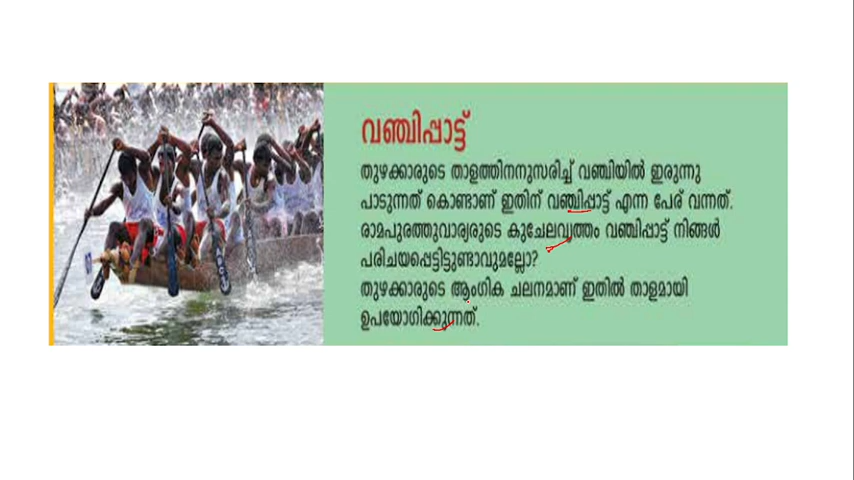 വഞ്ചിപ്പാട്ട്
തുഴക്കാരുടെ താളത്തിനനുസരിച്ച് വഞ്ചിയിൽ ഇരുന്നു
പാടുന്നത് കൊണ്ടാണ് ഇതിന് വഞ്ചിപ്പാട്ട് എന്ന പേര് വന്നത്.
രാമപുരത്തുവാര്യരുടെ കുചേലവൃത്തം വഞ്ചിപ്പാട്ട് നിങ്ങൾ
പരിചയപ്പെട്ടിട്ടുണ്ടാവുമല്ലോ?
തുഴക്കാരുടെ ആംഗിക ചലനമാണ് ഇതിൽ താളമായി
ഉപയോഗിക്കുന്നത്.